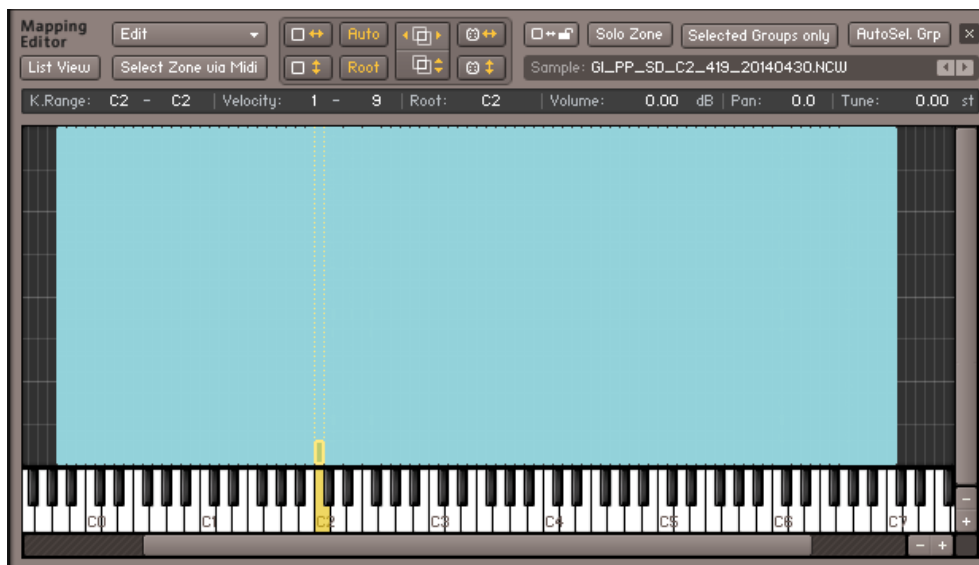 Mapping Editor
Edit
Auto
Solo Zone
Selected Groups only
AutoSel. Grp
List View
Select Zone via Midi
Root
Sample: GI_PP_SD_C2_419_20140430.NCW
K.Range: C2 - C2 | Velocity: 1 - 9 | Root: C2 | Volume: 0.00 dB | Pan: 0.0 | Tune: 0.00 st
C0 C1 C2 C3 C4 C5 C6 C7